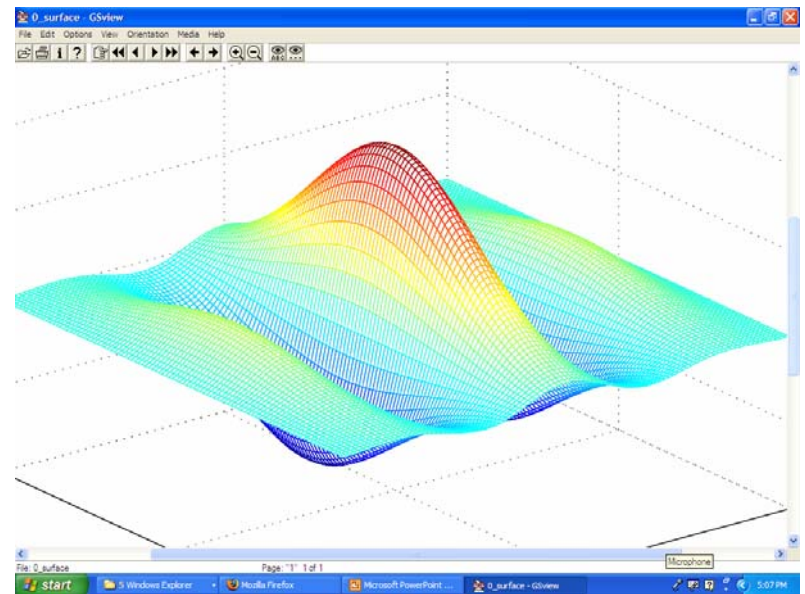 0_surface - GSview
File Edit Options View Orientation Media Help
i ? ABC
Microphone
File: 0_surface Page: "1" 1 of 1
start 5 Windows Explorer Mozilla Firefox Microsoft PowerPoint ... 0_surface - GSview 5:07 PM